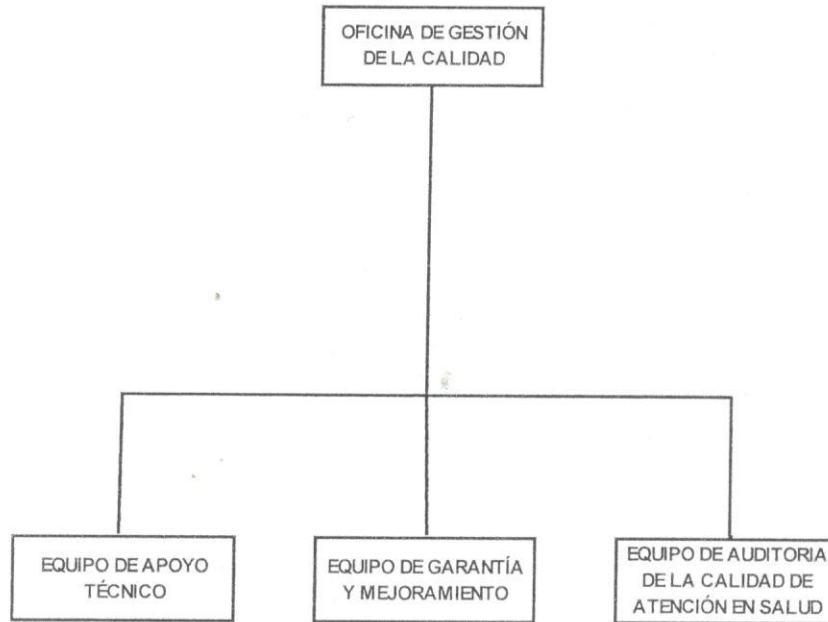 OFICINA DE GESTIÓN
DE LA CALIDAD
EQUIPO DE APOYO
TÉCNICO
EQUIPO DE GARANTÍA
Y MEJORAMIENTO
EQUIPO DE AUDITORIA
DE LA CALIDAD DE
ATENCIÓN EN SALUD